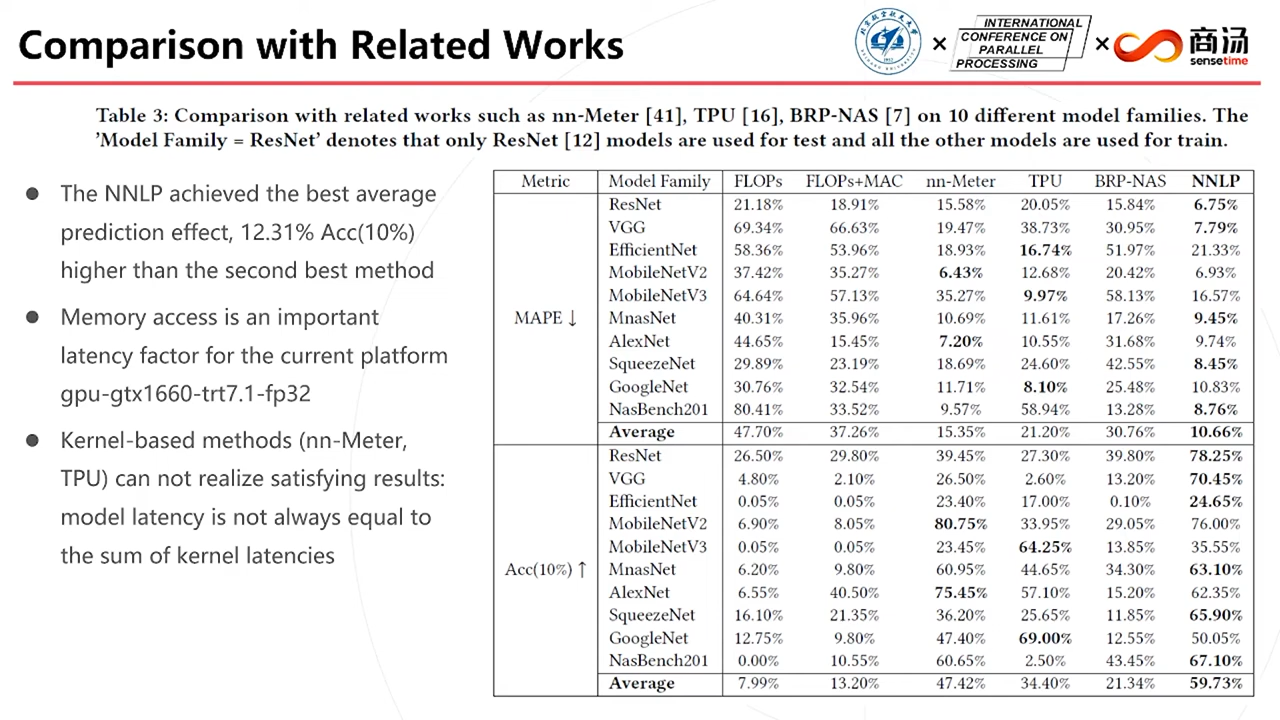 Comparison with Related Works
INTERNATIONAL
CONFERENCE ON
PARALLEL
PROCESSING
商汤
sensetime
Table 3: Comparison with related works such as nn-Meter [41], TPU [16], BRP-NAS [7] on 10 different model families. The
'Model Family = ResNet' denotes that only ResNet [12] models are used for test and all the other models are used for train.
● The NNLP achieved the best average
prediction effect, 12.31% Acc(10%)
higher than the second best method
● Memory access is an important
latency factor for the current platform
gpu-gtx1660-trt7.1-fp32
● Kernel-based methods (nn-Meter,
TPU) can not realize satisfying results:
model latency is not always equal to
the sum of kernel latencies
Metric Model Family FLOPs FLOPs+MAC nn-Meter TPU BRP-NAS NNLP
MAPE ↓
ResNet 21.18% 18.91% 15.58% 20.05% 15.84% 6.75%
VGG 69.34% 66.63% 19.47% 38.73% 30.95% 7.79%
EfficientNet 58.36% 53.96% 18.93% 16.74% 51.97% 21.33%
MobileNetV2 37.42% 35.27% 6.43% 12.68% 20.42% 6.93%
MobileNetV3 64.64% 57.13% 35.27% 9.97% 58.13% 16.57%
MnasNet 40.31% 35.96% 10.69% 11.61% 17.26% 9.45%
AlexNet 44.65% 15.45% 7.20% 10.55% 31.68% 9.74%
SqueezeNet 29.89% 23.19% 18.69% 24.60% 42.55% 8.45%
GoogleNet 30.76% 32.54% 11.71% 8.10% 25.48% 10.83%
NasBench201 80.41% 33.52% 9.57% 58.94% 13.28% 8.76%
Average 47.70% 37.26% 15.35% 21.20% 30.76% 10.66%
Acc(10%) ↑
ResNet 26.50% 29.80% 39.45% 27.30% 39.80% 78.25%
VGG 4.80% 2.10% 26.50% 2.60% 13.20% 70.45%
EfficientNet 0.05% 0.05% 23.40% 17.00% 0.10% 24.65%
MobileNetV2 6.90% 8.05% 80.75% 33.95% 29.05% 76.00%
MobileNetV3 0.05% 0.05% 23.45% 64.25% 13.85% 35.55%
MnasNet 6.20% 9.80% 60.95% 44.65% 34.30% 63.10%
AlexNet 6.55% 40.50% 75.45% 57.10% 15.20% 62.35%
SqueezeNet 16.10% 21.35% 36.20% 25.65% 11.85% 65.90%
GoogleNet 12.75% 9.80% 47.40% 69.00% 12.55% 50.05%
NasBench201 0.00% 10.55% 60.65% 2.50% 43.45% 67.10%
Average 7.99% 13.20% 47.42% 34.40% 21.34% 59.73%